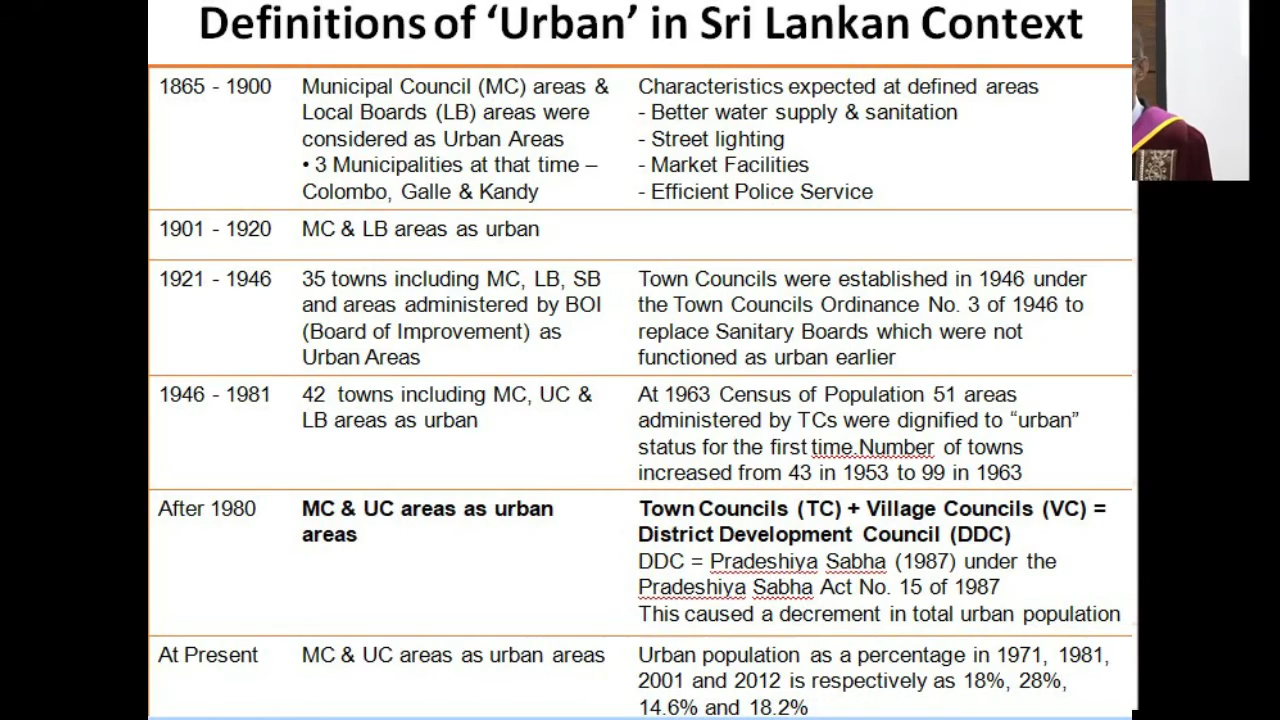 Definitions of ‘Urban’ in Sri Lankan Context
1865 - 1900
Municipal Council (MC) areas &
Local Boards (LB) areas were
considered as Urban Areas
• 3 Municipalities at that time –
Colombo, Galle & Kandy
Characteristics expected at defined areas
- Better water supply & sanitation
- Street lighting
- Market Facilities
- Efficient Police Service
1901 - 1920
MC & LB areas as urban
1921 - 1946
35 towns including MC, LB, SB
and areas administered by BOI
(Board of Improvement) as
Urban Areas
Town Councils were established in 1946 under
the Town Councils Ordinance No. 3 of 1946 to
replace Sanitary Boards which were not
functioned as urban earlier
1946 - 1981
42 towns including MC, UC &
LB areas as urban
At 1963 Census of Population 51 areas
administered by TCs were dignified to “urban”
status for the first time.Number of towns
increased from 43 in 1953 to 99 in 1963
After 1980
MC & UC areas as urban
areas
Town Councils (TC) + Village Councils (VC) =
District Development Council (DDC)
DDC = Pradeshiya Sabha (1987) under the
Pradeshiya Sabha Act No. 15 of 1987
This caused a decrement in total urban population
At Present
MC & UC areas as urban areas
Urban population as a percentage in 1971, 1981,
2001 and 2012 is respectively as 18%, 28%,
14.6% and 18.2%